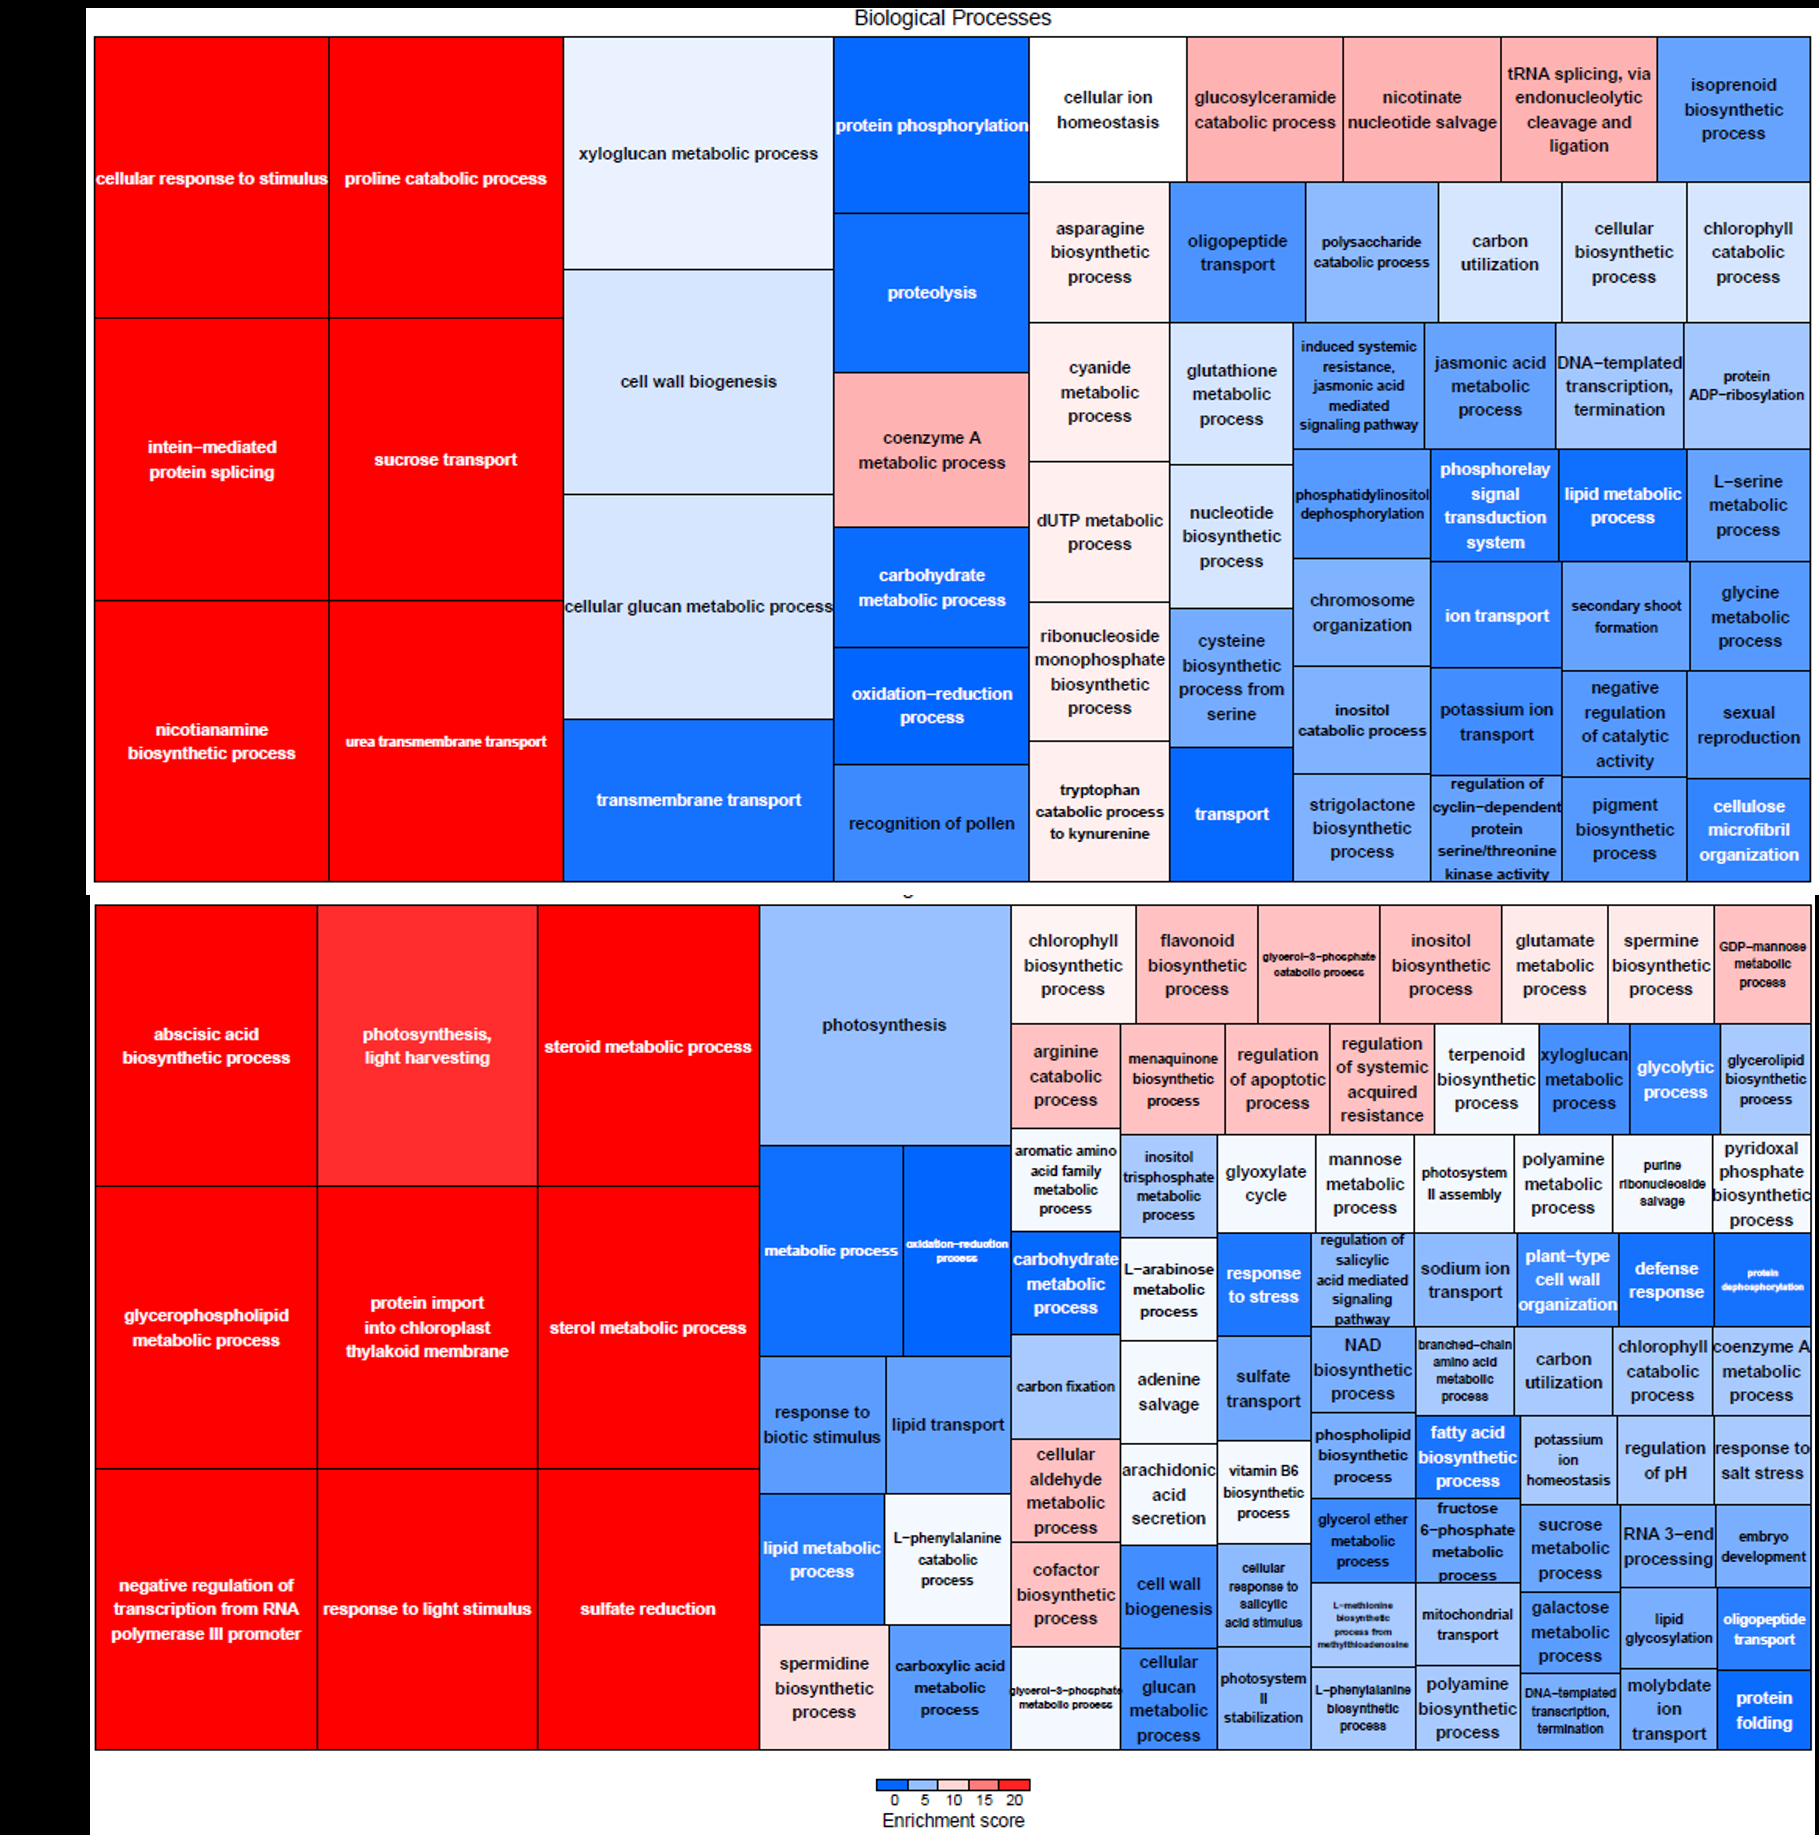 Biological Processes
cellular response to stimulus
proline catabolic process
intein−mediated
protein splicing
sucrose transport
nicotianamine
biosynthetic process
urea transmembrane transport
xyloglucan metabolic process
cell wall biogenesis
cellular glucan metabolic process
transmembrane transport
protein phosphorylation
proteolysis
coenzyme A
metabolic process
carbohydrate
metabolic process
oxidation−reduction
process
recognition of pollen
cellular ion
homeostasis
glucosylceramide
catabolic process
nicotinate
nucleotide salvage
tRNA splicing, via
endonucleolytic
cleavage and
ligation
isoprenoid
biosynthetic
process
asparagine
biosynthetic
process
oligopeptide
transport
polysaccharide
catabolic process
carbon
utilization
cellular
biosynthetic
process
chlorophyll
catabolic
process
cyanide
metabolic
process
glutathione
metabolic
process
induced systemic
resistance,
jasmonic acid
mediated
signaling pathway
jasmonic acid
metabolic
process
DNA−templated
transcription,
termination
protein
ADP−ribosylation
dUTP metabolic
process
nucleotide
biosynthetic
process
phosphatidylinositol
dephosphorylation
phosphorelay
signal
transduction
system
lipid metabolic
process
L−serine
metabolic
process
ribonucleoside
monophosphate
biosynthetic
process
cysteine
biosynthetic
process from
serine
chromosome
organization
ion transport
secondary shoot
formation
glycine
metabolic
process
inositol
catabolic process
potassium ion
transport
negative
regulation
of catalytic
activity
sexual
reproduction
tryptophan
catabolic process
to kynurenine
transport
strigolactone
biosynthetic
process
regulation of
cyclin−dependent
protein
serine/threonine
kinase activity
pigment
biosynthetic
process
cellulose
microfibril
organization
abscisic acid
biosynthetic process
photosynthesis,
light harvesting
steroid metabolic process
glycerophospholipid
metabolic process
protein import
into chloroplast
thylakoid membrane
sterol metabolic process
negative regulation of
transcription from RNA
polymerase III promoter
response to light stimulus
sulfate reduction
photosynthesis
metabolic process
oxidation−reduction
process
response to
biotic stimulus
lipid transport
lipid metabolic
process
L−phenylalanine
catabolic
process
spermidine
biosynthetic
process
carboxylic acid
metabolic
process
chlorophyll
biosynthetic
process
flavonoid
biosynthetic
process
glycerol−3−phosphate
catabolic process
inositol
biosynthetic
process
glutamate
metabolic
process
spermine
biosynthetic
process
GDP−mannose
metabolic
process
arginine
catabolic
process
menaquinone
biosynthetic
process
regulation
of apoptotic
process
regulation
of systemic
acquired
resistance
terpenoid
biosynthetic
process
xyloglucan
metabolic
process
glycolytic
process
glycerolipid
biosynthetic
process
aromatic amino
acid family
metabolic
process
inositol
trisphosphate
metabolic
process
glyoxylate
cycle
mannose
metabolic
process
photosystem
II assembly
polyamine
metabolic
process
purine
ribonucleoside
salvage
pyridoxal
phosphate
biosynthetic
process
carbohydrate
metabolic
process
L−arabinose
metabolic
process
response
to stress
regulation of
salicylic
acid mediated
signaling
pathway
sodium ion
transport
plant−type
cell wall
organization
defense
response
protein
dephosphorylation
carbon fixation
adenine
salvage
sulfate
transport
NAD
biosynthetic
process
branched−chain
amino acid
metabolic
process
carbon
utilization
chlorophyll
catabolic
process
coenzyme A
metabolic
process
cellular
aldehyde
metabolic
process
arachidonic
acid
secretion
vitamin B6
biosynthetic
process
phospholipid
biosynthetic
process
fatty acid
biosynthetic
process
potassium
ion
homeostasis
regulation
of pH
response to
salt stress
cofactor
biosynthetic
process
cell wall
biogenesis
cellular
response to
salicylic
acid stimulus
glycerol ether
metabolic
process
fructose
6−phosphate
metabolic
process
sucrose
metabolic
process
RNA 3−end
processing
embryo
development
L−methionine
biosynthetic
process from
methylthioadenosine
mitochondrial
transport
galactose
metabolic
process
lipid
glycosylation
oligopeptide
transport
glycerol−3−phosphate
metabolic process
cellular
glucan
metabolic
process
photosystem
II
stabilization
L−phenylalanine
biosynthetic
process
polyamine
biosynthetic
process
DNA−templated
transcription,
termination
molybdate
ion
transport
protein
folding
0 5 10 15 20
Enrichment score